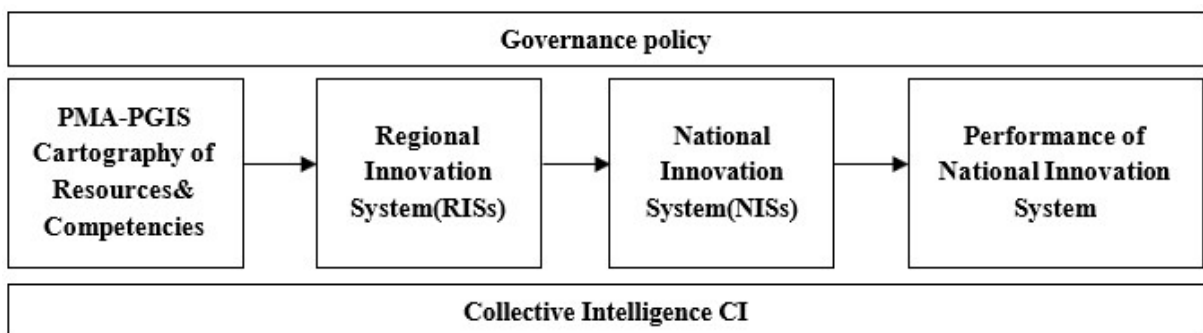 Governance policy
PMA-PGIS
Cartography of
Resources&
Competencies
Regional
Innovation
System(RISs)
National
Innovation
System(NISs)
Performance of
National Innovation
System
Collective Intelligence CI